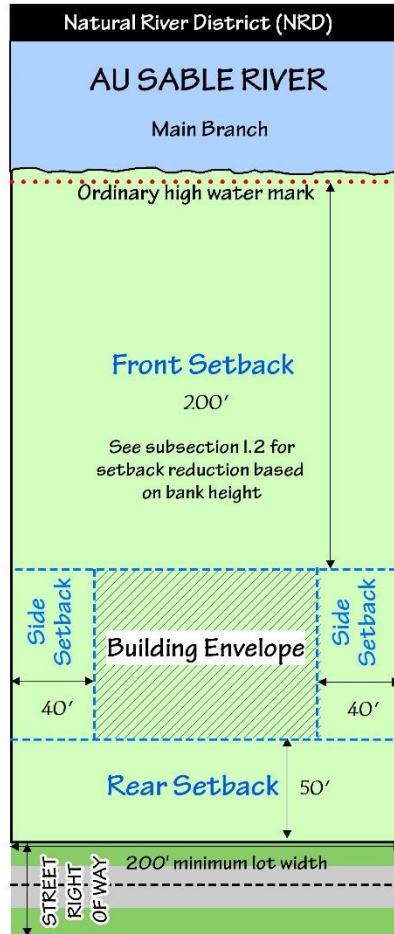 Natural River District (NRD)
AU SABLE RIVER
Main Branch
Ordinary high water mark
Front Setback
200'
See subsection 1.2 for
setback reduction based
on bank height
Side
Setback
40'
Building Envelope
Side
Setback
40'
Rear Setback
50'
200' minimum lot width
STREET
RIGHT
OF WAY